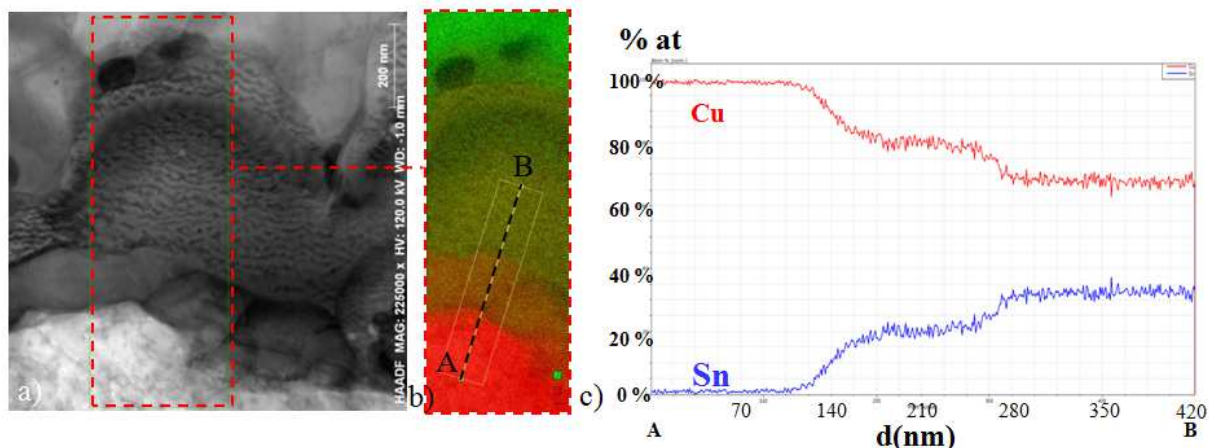 a)
200 nm
HAADF MAG: 225000 x HV: 120.0 kV WD: -1.0 mm
b)
B
A
c)
% at
100 %
80 %
60 %
40 %
20 %
0 %
Cu
Sn
70 140 210 280 350 420
A d(nm) B